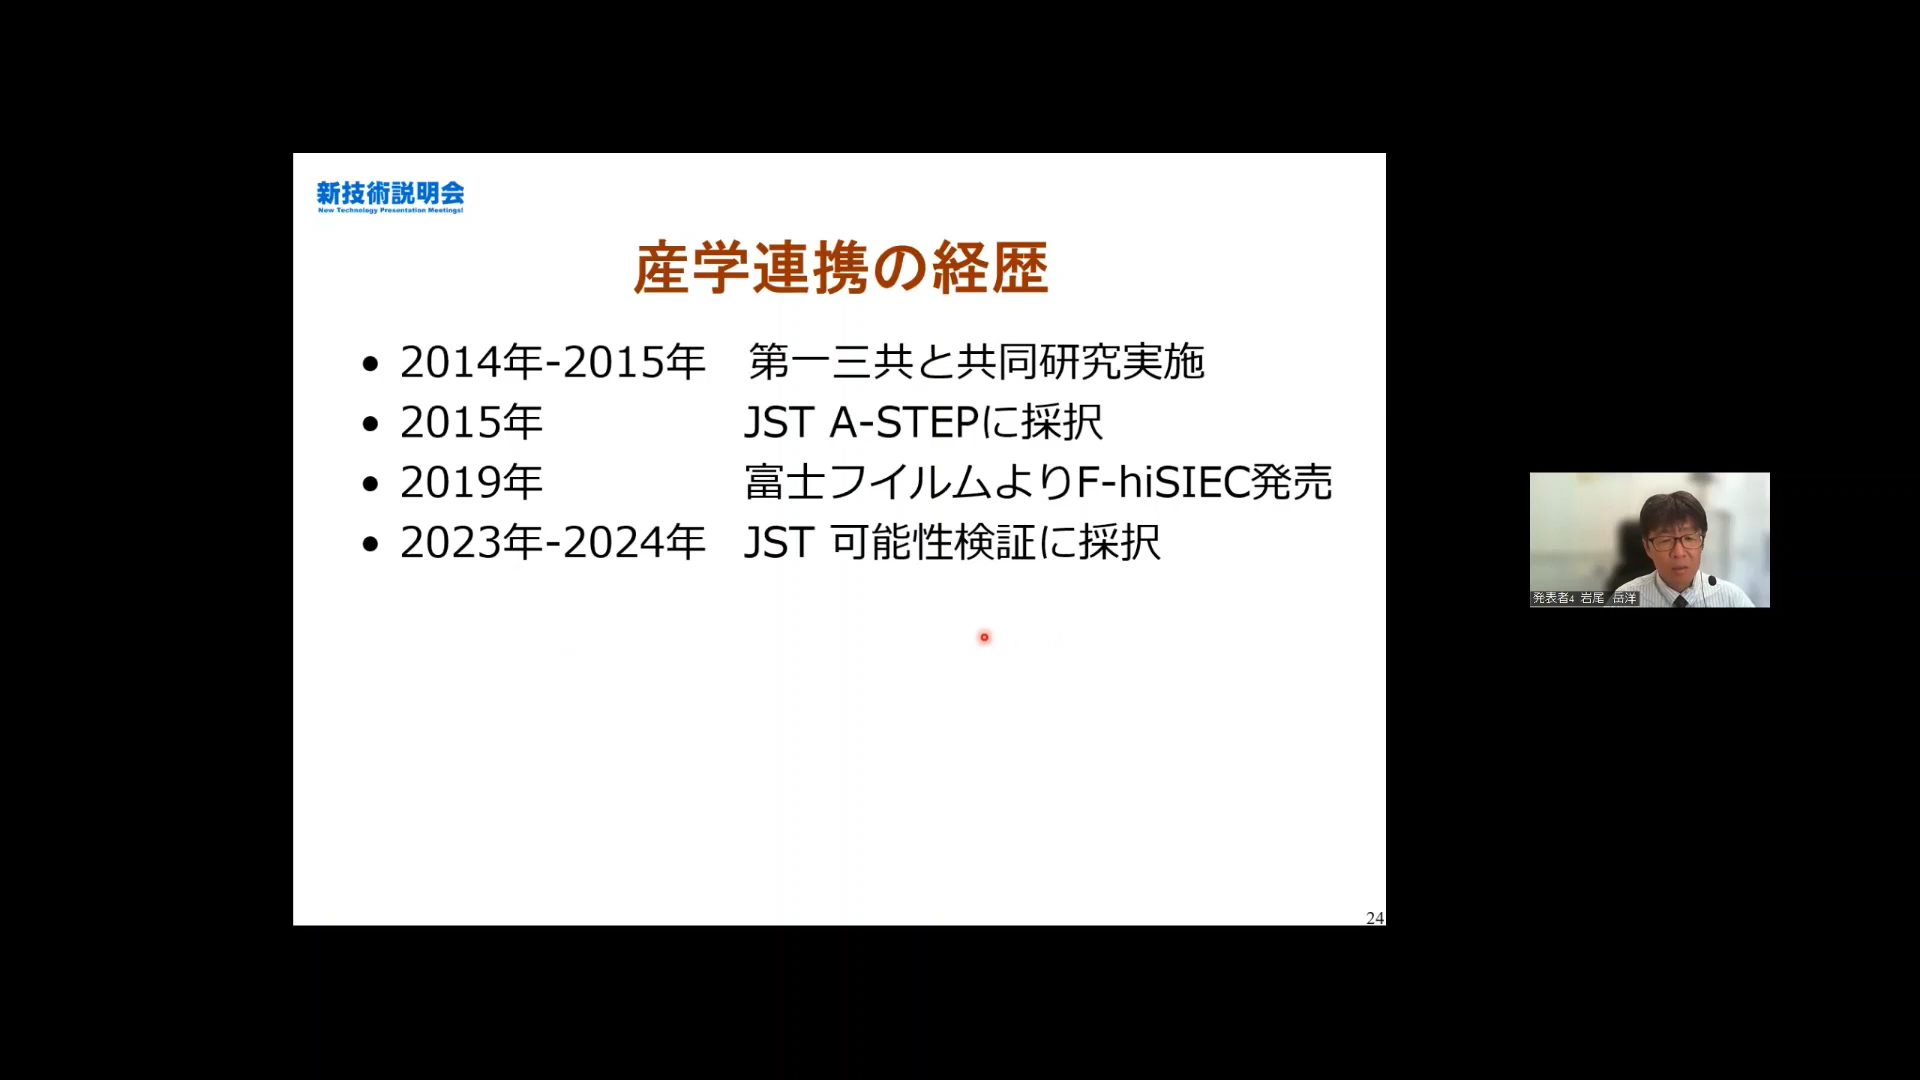 新技術説明会
New Technology Presentation Meetings!
産学連携の経歴
• 2014年-2015年 第一三共と共同研究実施
• 2015年 JST A-STEPに採択
• 2019年 富士フイルムよりF-hiSIEC発売
• 2023年-2024年 JST 可能性検証に採択
発表者4 岩尾 岳洋
24